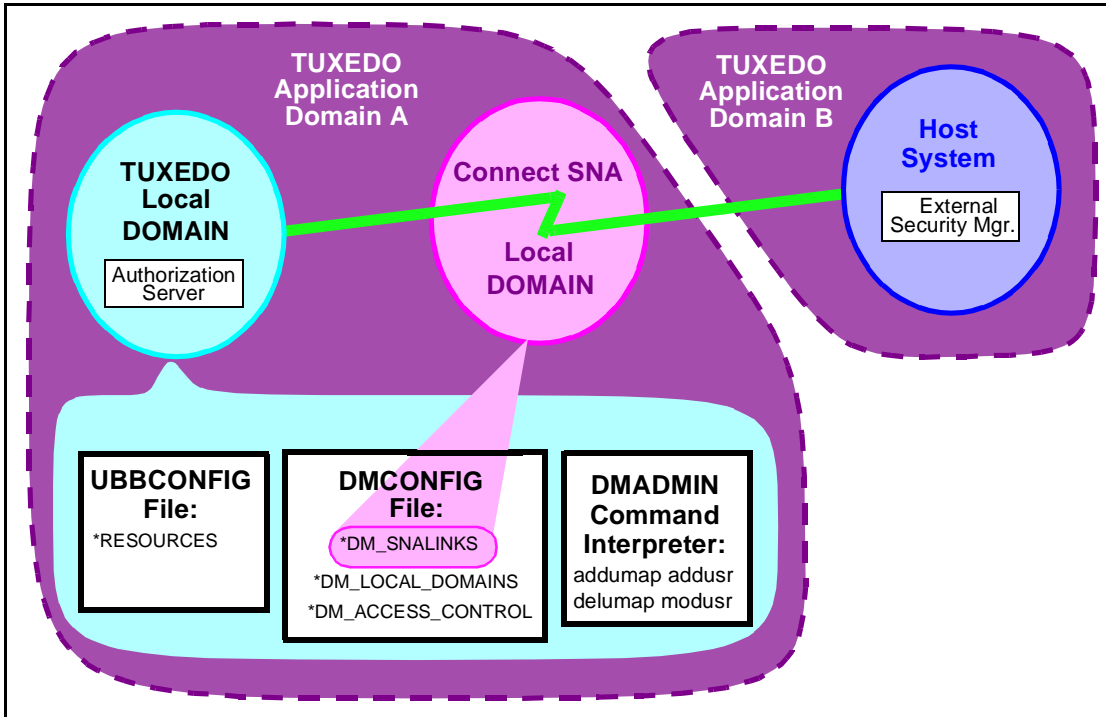 TUXEDO
Application
Domain A
TUXEDO
Application
Domain B
TUXEDO
Local
DOMAIN
Authorization
Server
Connect SNA
Local
DOMAIN
Host
System
External
Security Mgr.
UBBCONFIG
File:
*RESOURCES
DMCONFIG
File:
*DM_SNALINKS
*DM_LOCAL_DOMAINS
*DM_ACCESS_CONTROL
DMADMIN
Command
Interpreter:
addumap addusr
delumap modusr